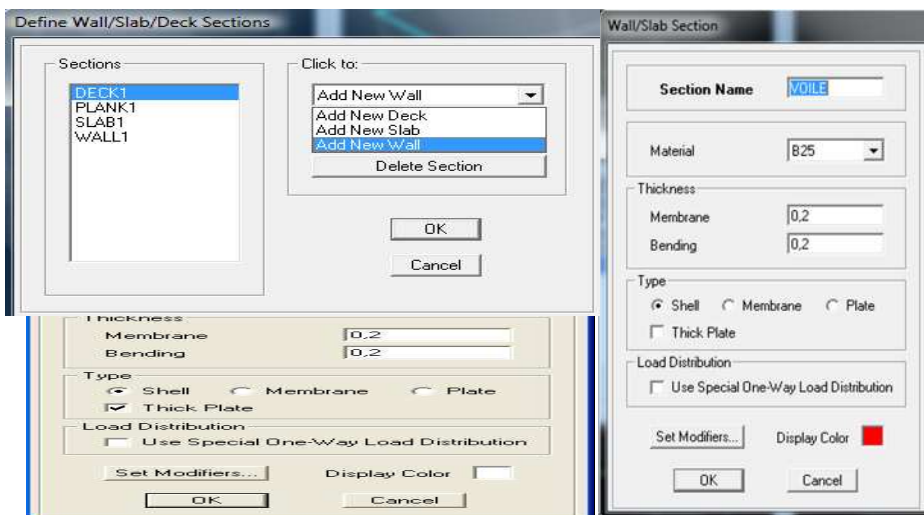 Define Wall/Slab/Deck Sections
Sections
DECK1
PLANK1
SLAB1
WALL1
Click to:
Add New Wall
Add New Deck
Add New Slab
Add New Wall
Delete Section
OK
Cancel
Thickness
Membrane 0,2
Bending 0,2
Type
Shell Membrane Plate
Thick Plate
Load Distribution
Use Special One-Way Load Distribution
Set Modifiers... Display Color
OK Cancel
Wall/Slab Section
Section Name VOILE
Material B25
Thickness
Membrane 0,2
Bending 0,2
Type
Shell Membrane Plate
Thick Plate
Load Distribution
Use Special One-Way Load Distribution
Set Modifiers... Display Color
OK Cancel